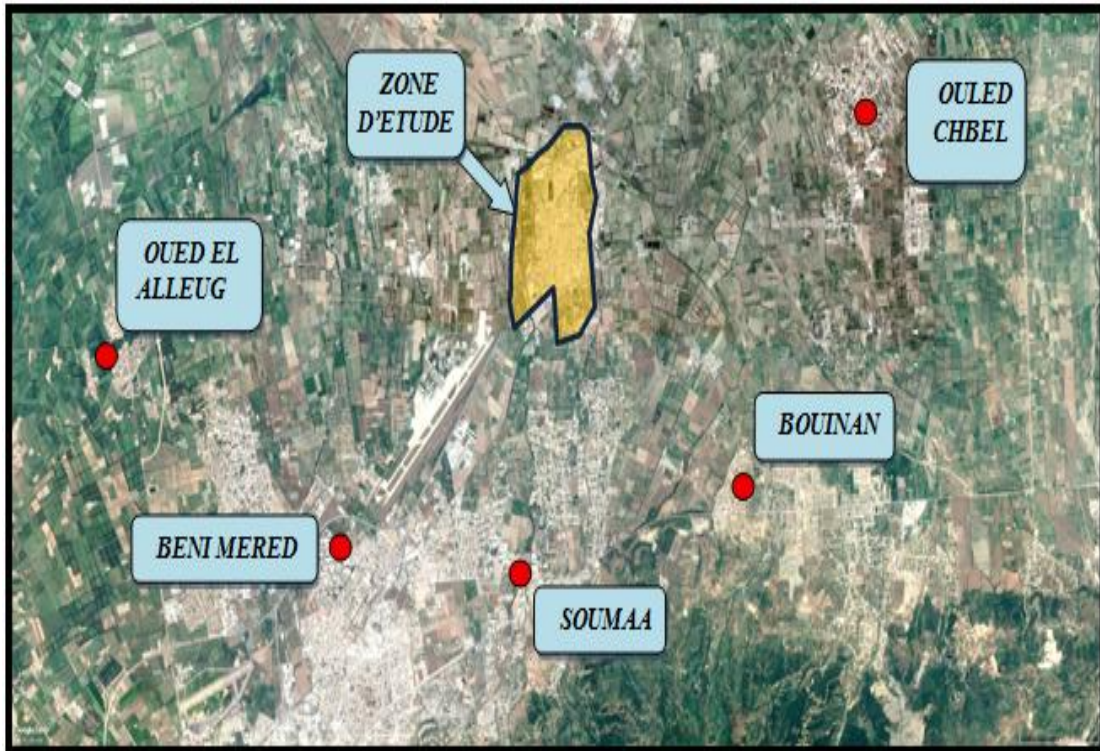 ZONE
D'ETUDE
OULED
CHBEL
OUED EL
ALLEUG
BOUINAN
BENI MERED
SOUMAA